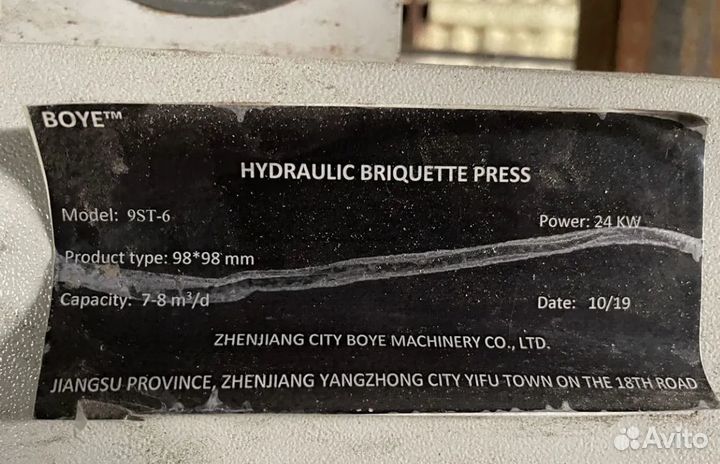 BOYE™
HYDRAULIC BRIQUETTE PRESS
Model: 9ST-6
Power: 24 KW
Product type: 98*98 mm
Capacity: 7-8 m³/d
Date: 10/19
ZHENJIANG CITY BOYE MACHINERY CO., LTD.
JIANGSU PROVINCE, ZHENJIANG YANGZHONG CITY YIFU TOWN ON THE 18TH ROAD
Avito